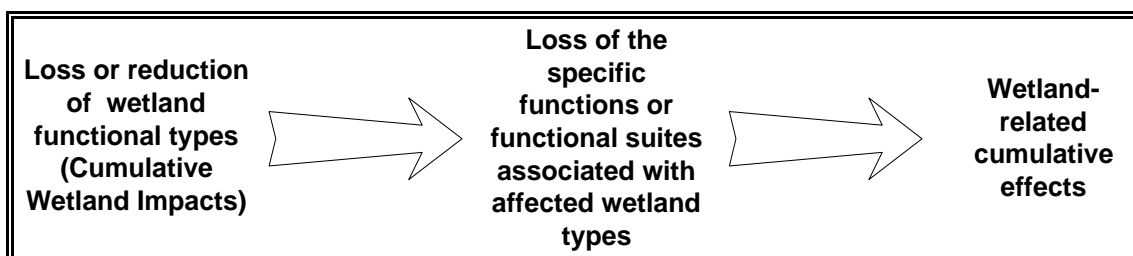 Loss or reduction
of wetland
functional types
(Cumulative
Wetland Impacts)
Loss of the
specific
functions or
functional suites
associated with
affected wetland
types
Wetland-
related
cumulative
effects